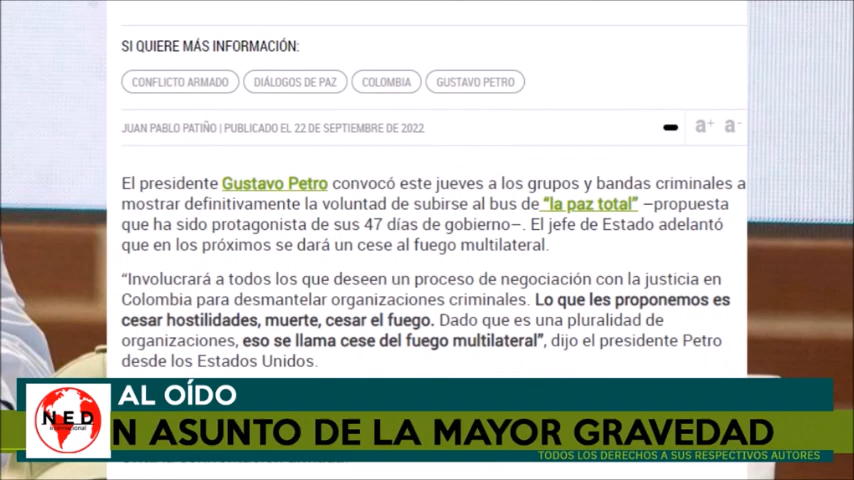 SI QUIERE MÁS INFORMACIÓN:
CONFLICTO ARMADO
DIÁLOGOS DE PAZ
COLOMBIA
GUSTAVO PETRO
JUAN PABLO PATIÑO | PUBLICADO EL 22 DE SEPTIEMBRE DE 2022
a+ a-
El presidente Gustavo Petro convocó este jueves a los grupos y bandas criminales a
mostrar definitivamente la voluntad de subirse al bus de “la paz total” –propuesta
que ha sido protagonista de sus 47 días de gobierno–. El jefe de Estado adelantó
que en los próximos se dará un cese al fuego multilateral.
“Involucrará a todos los que deseen un proceso de negociación con la justicia en
Colombia para desmantelar organizaciones criminales. Lo que les proponemos es
cesar hostilidades, muerte, cesar el fuego. Dado que es una pluralidad de
organizaciones, eso se llama cese del fuego multilateral”, dijo el presidente Petro
desde los Estados Unidos.
AL OÍDO
NED
International
N ASUNTO DE LA MAYOR GRAVEDAD
TODOS LOS DERECHOS A SUS RESPECTIVOS AUTORES